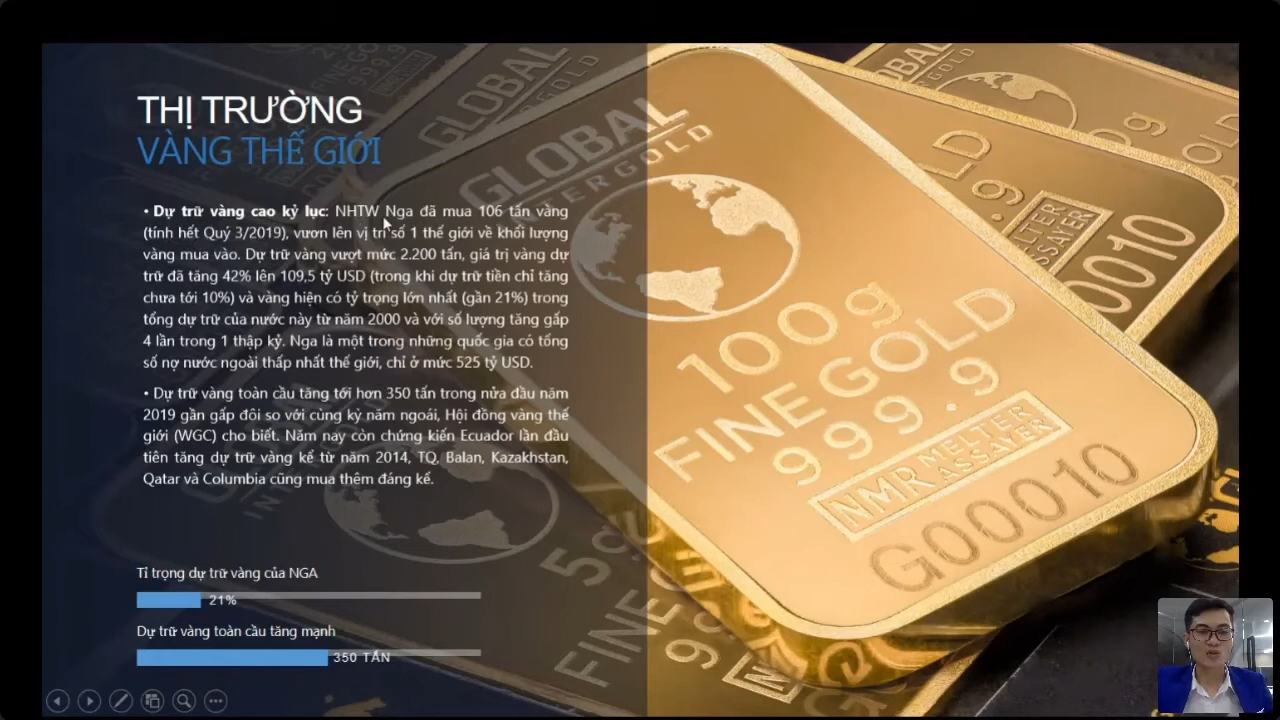 THỊ TRƯỜNG
VÀNG THẾ GIỚI
• Dự trữ vàng cao kỷ lục: NHTW Nga đã mua 106 tấn vàng
(tính hết Quý 3/2019), vươn lên vị trí số 1 thế giới về khối lượng
vàng mua vào. Dự trữ vàng vượt mức 2.200 tấn, giá trị vàng dự
trữ đã tăng 42% lên 109,5 tỷ USD (trong khi dự trữ tiền chỉ tăng
chưa tới 10%) và vàng hiện có tỷ trọng lớn nhất (gần 21%) trong
tổng dự trữ của nước này từ năm 2000 và với số lượng tăng gấp
4 lần trong 1 thập kỷ. Nga là một trong những quốc gia có tổng
số nợ nước ngoài thấp nhất thế giới, chỉ ở mức 525 tỷ USD.
• Dự trữ vàng toàn cầu tăng tới hơn 350 tấn trong nửa đầu năm
2019 gần gấp đôi so với cùng kỳ năm ngoái, Hội đồng vàng thế
giới (WGC) cho biết. Năm nay còn chứng kiến Ecuador lần đầu
tiên tăng dự trữ vàng kể từ năm 2014, TQ, Balan, Kazakhstan,
Qatar và Columbia cũng mua thêm đáng kể.
Tỉ trọng dự trữ vàng của NGA
21%
Dự trữ vàng toàn cầu tăng mạnh
350 TẤN
GLOBAL
INTERGOLD
100g
FINE GOLD
999.9
NMR MELTER
ASSAYER
G00010